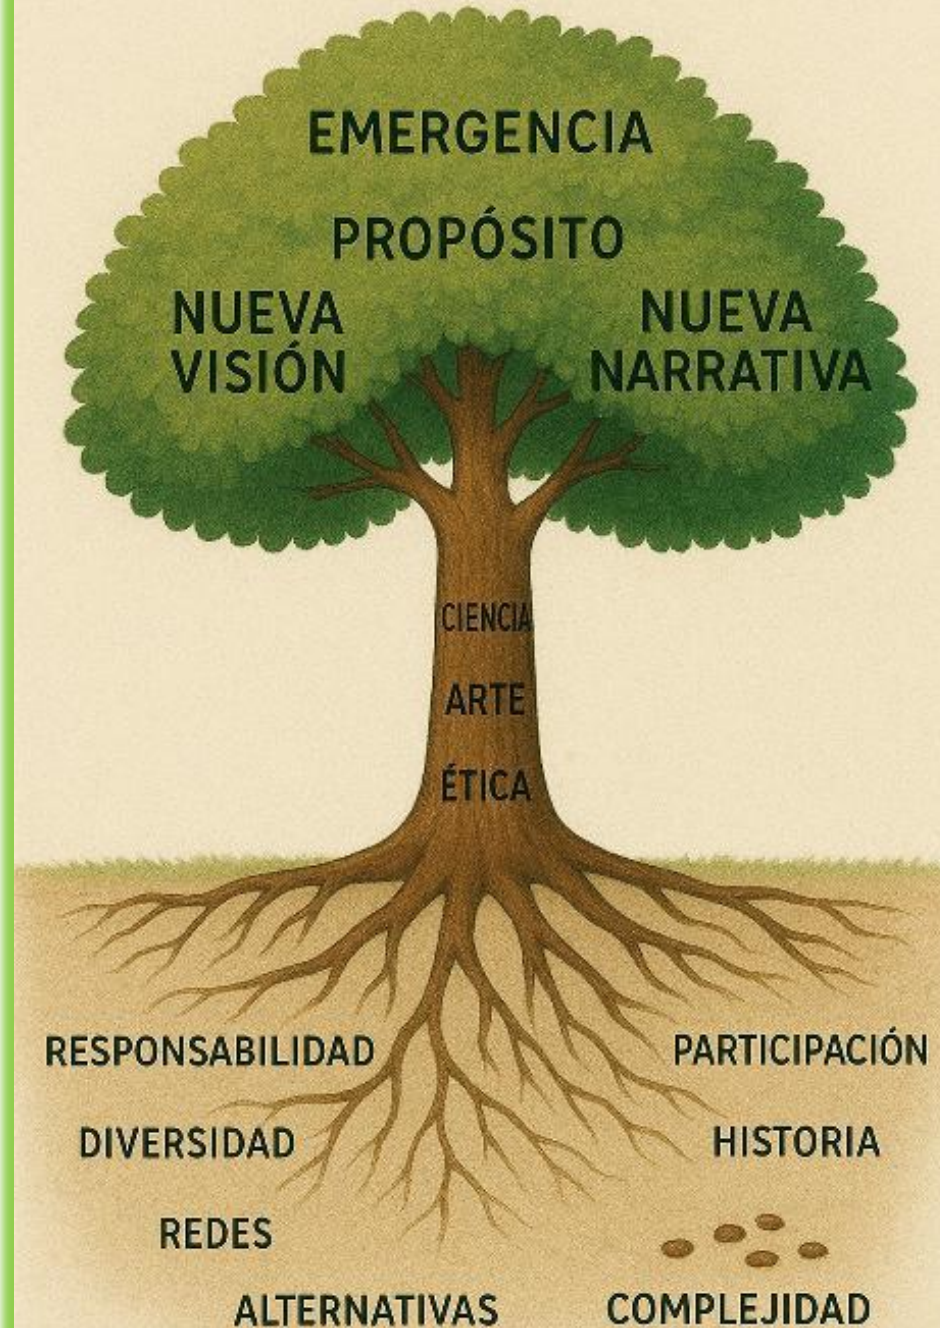 EMERGENCIA
PROPÓSITO
NUEVA
VISIÓN
NUEVA
NARRATIVA
CIENCIA
ARTE
ÉTICA
RESPONSABILIDAD
PARTICIPACIÓN
DIVERSIDAD
HISTORIA
REDES
ALTERNATIVAS
COMPLEJIDAD